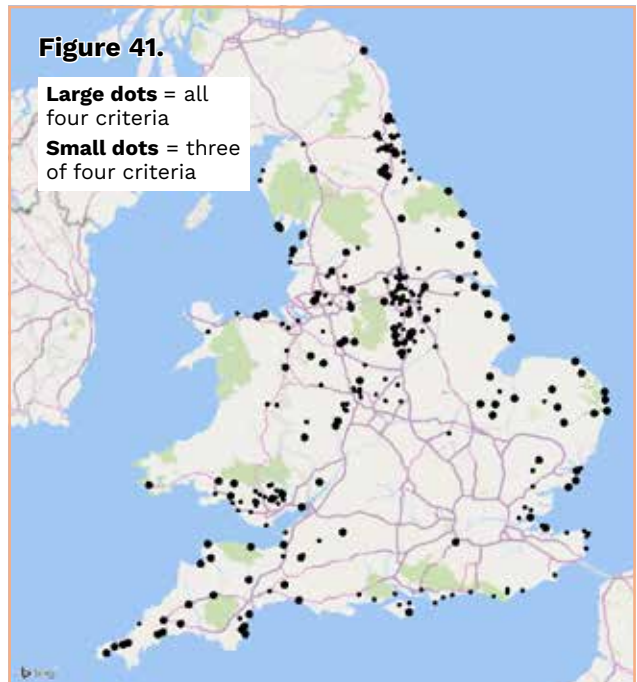 Figure 41.
Large dots = all
four criteria
Small dots = three
of four criteria